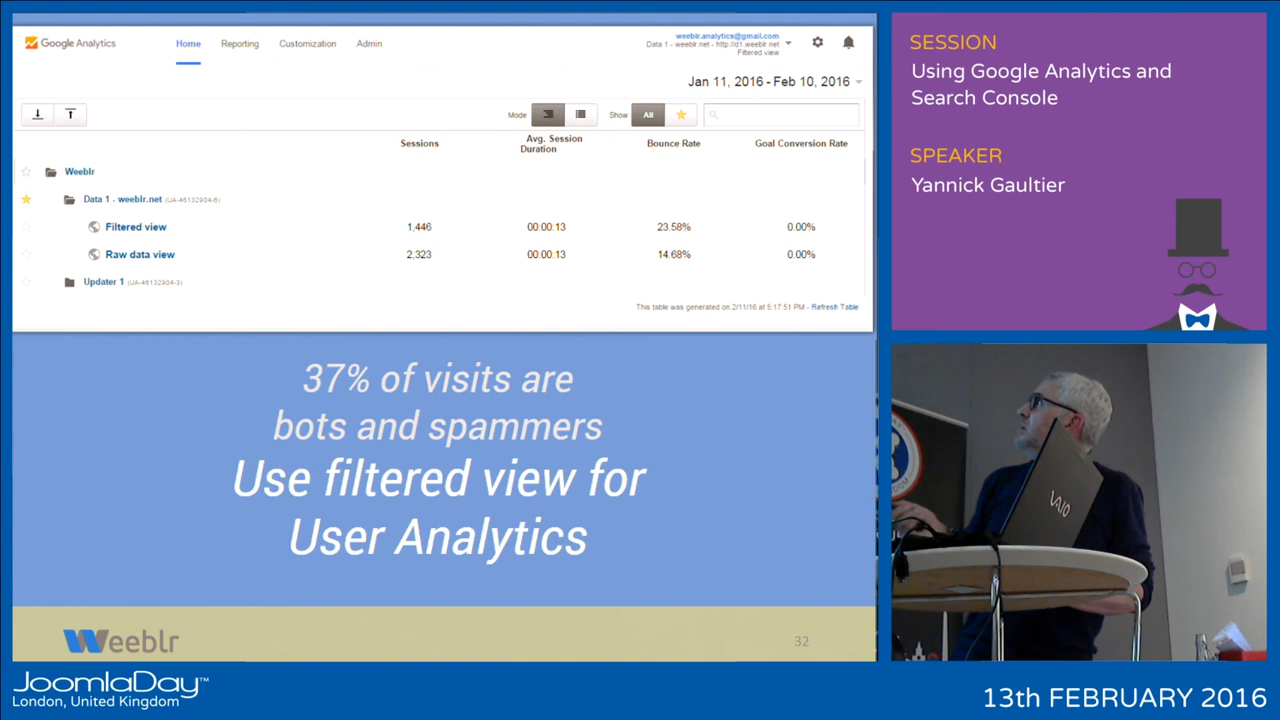 Google Analytics
Home
Reporting
Customization
Admin
weeblr.analytics@gmail.com
Data 1 - weeblr.net - http://d1.weeblr.net
Filtered view
Jan 11, 2016 - Feb 10, 2016
Mode
Show
All
Sessions
Avg. Session
Duration
Bounce Rate
Goal Conversion Rate
Weeblr
Data 1 - weeblr.net (UA-46132904-6)
Filtered view 1,446 00:00:13 23.58% 0.00%
Raw data view 2,323 00:00:13 14.68% 0.00%
Updater 1 (UA-46132904-3)
This table was generated on 2/11/16 at 5:17:51 PM - Refresh Table
37% of visits are
bots and spammers
Use filtered view for
User Analytics
Weeblr
32
SESSION
Using Google Analytics and
Search Console
SPEAKER
Yannick Gaultier
VAIO
JoomlaDay™
London, United Kingdom
13th FEBRUARY 2016